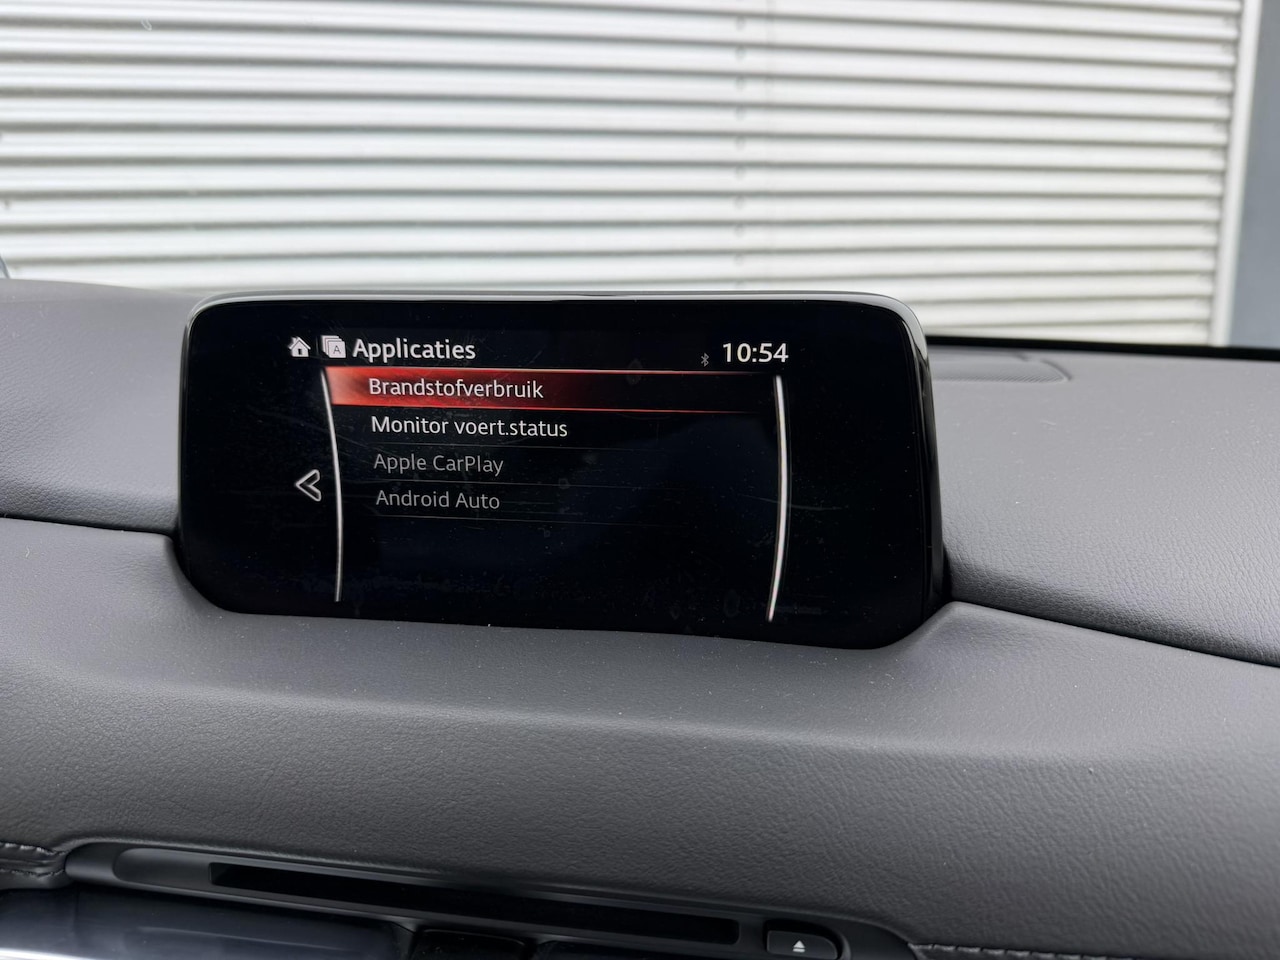 Applicaties
10:54
Brandstofverbruik
Monitor voert.status
Apple CarPlay
Android Auto